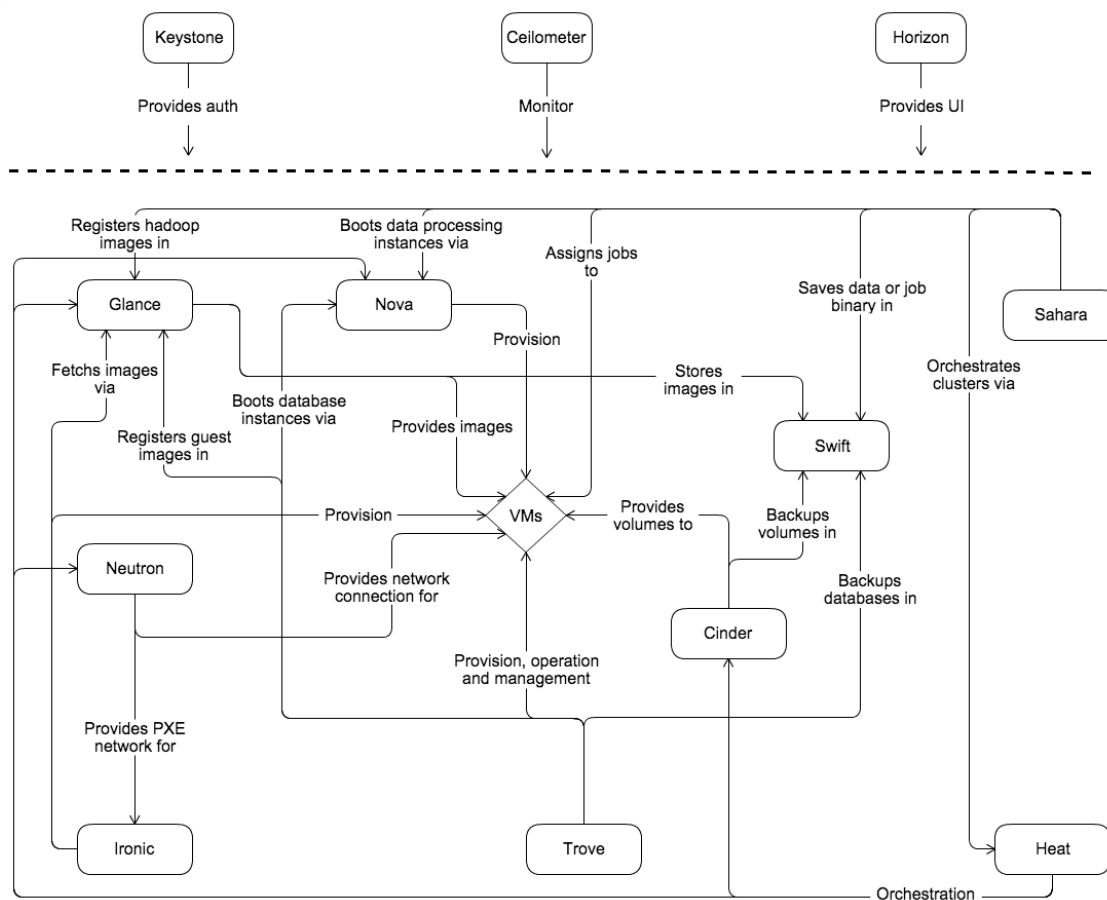 Keystone
Ceilometer
Horizon
Provides auth
Monitor
Provides UI
Registers hadoop
images in
Boots data processing
instances via
Assigns jobs
to
Saves data or job
binary in
Glance
Nova
Sahara
Provision
Fetchs images
via
Stores
images in
Orchestrates
clusters via
Boots database
instances via
Provides images
Registers guest
images in
Swift
Provision
VMs
Provides
volumes to
Backups
volumes in
Neutron
Provides network
connection for
Backups
databases in
Cinder
Provision, operation
and management
Provides PXE
network for
Ironic
Trove
Heat
Orchestration